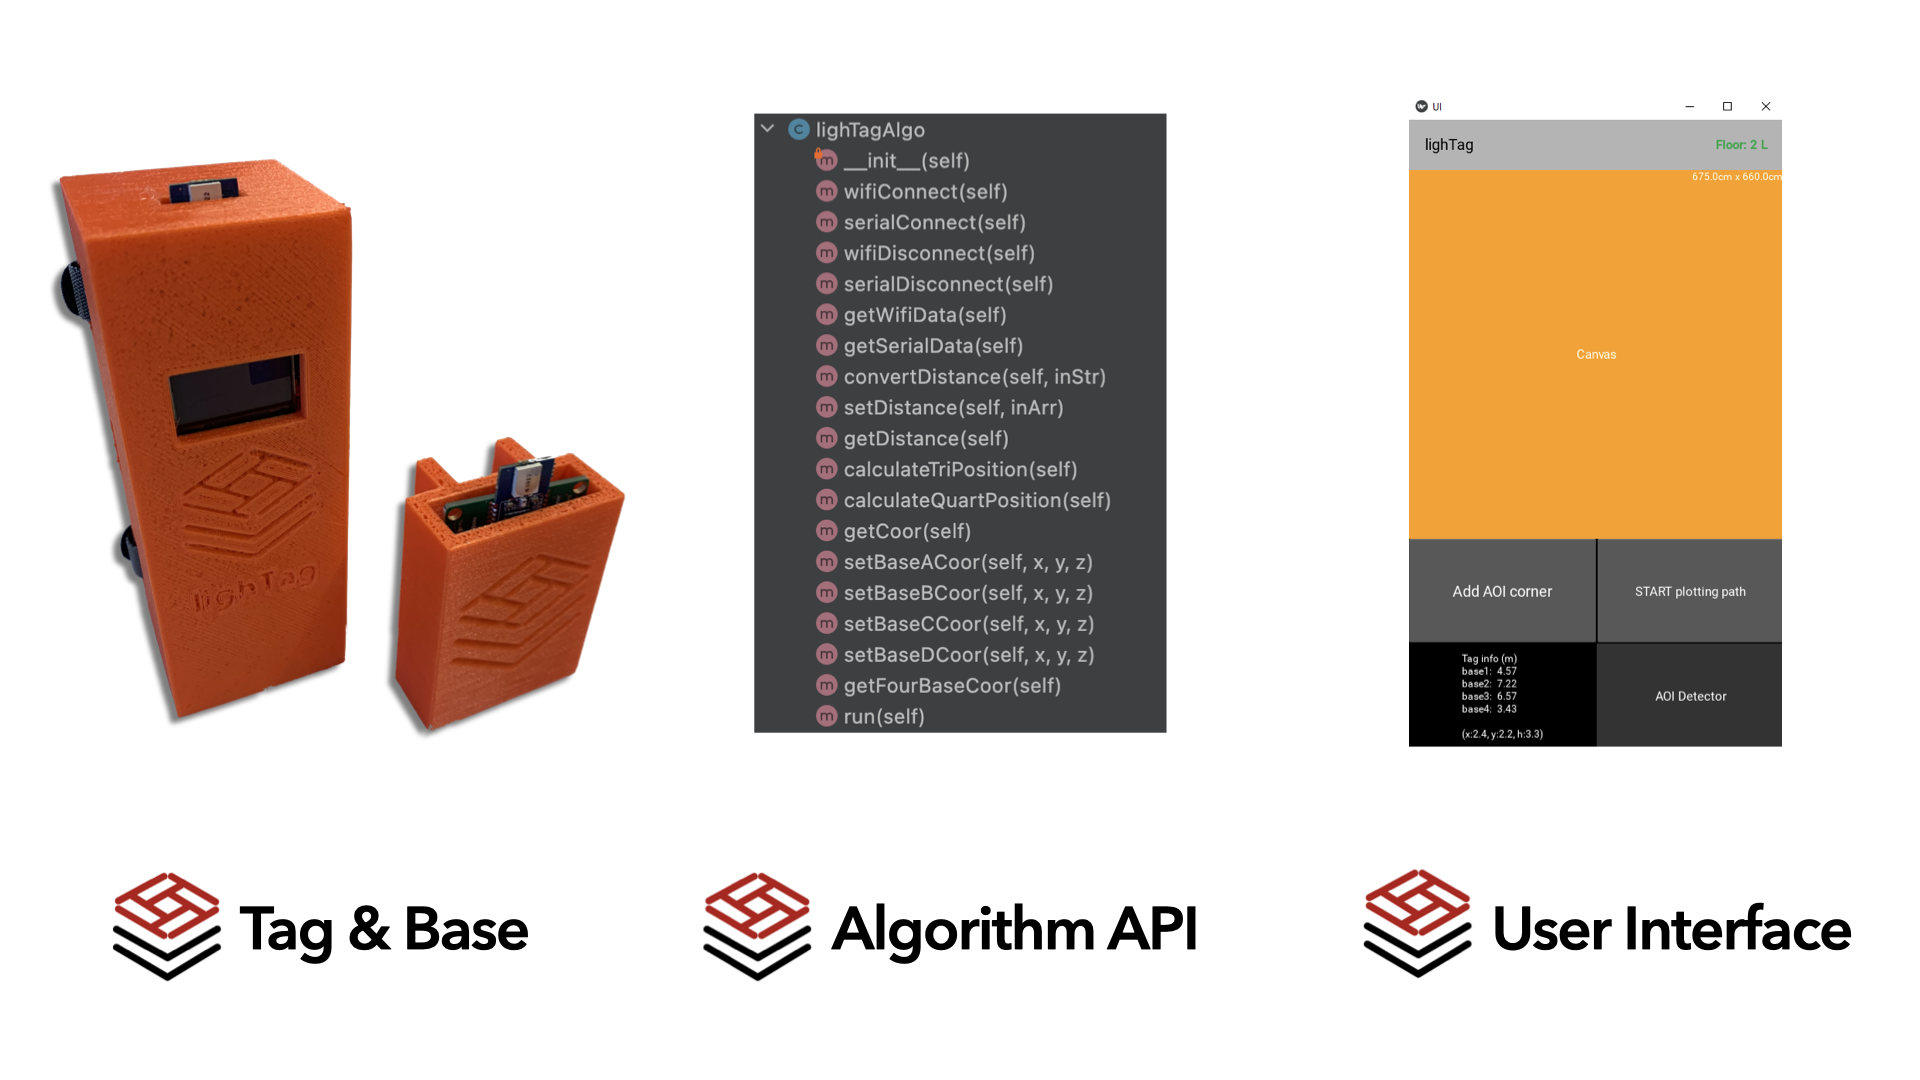 lighTag
lighTagAlgo
__init__(self)
wifiConnect(self)
serialConnect(self)
wifiDisconnect(self)
serialDisconnect(self)
getWifiData(self)
getSerialData(self)
convertDistance(self, inStr)
setDistance(self, inArr)
getDistance(self)
calculateTriPosition(self)
calculateQuartPosition(self)
getCoor(self)
setBaseACoor(self, x, y, z)
setBaseBCoor(self, x, y, z)
setBaseCCoor(self, x, y, z)
setBaseDCoor(self, x, y, z)
getFourBaseCoor(self)
run(self)
UI
lighTag
Floor: 2 L
675.0cm x 660.0cm
Canvas
Add AOI corner
START plotting path
Tag info (m)
base1: 4.57
base2: 7.22
base3: 6.57
base4: 3.43
(x:2.4, y:2.2, h:3.3)
AOI Detector
Tag & Base
Algorithm API
User Interface